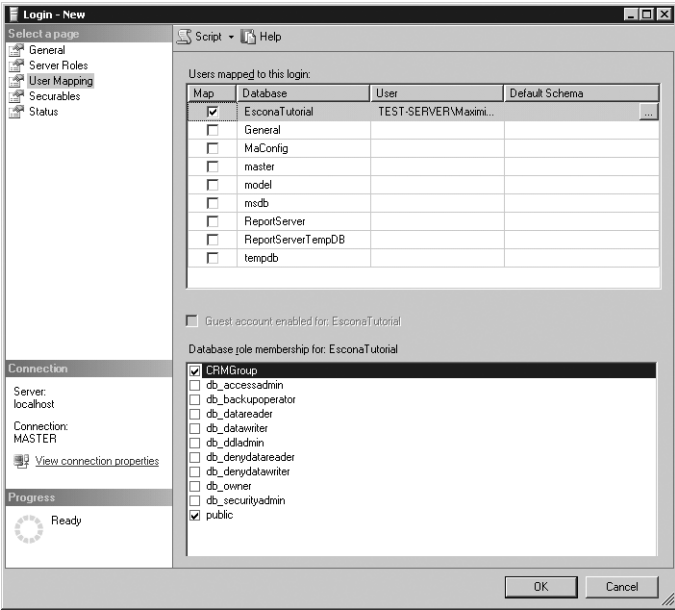 Login - New
Select a page
General
Server Roles
User Mapping
Securables
Status
Script Help
Users mapped to this login:
Map Database User Default Schema
EsconaTutorial TEST-SERVER\Maximi... ...
General
MaConfig
master
model
msdb
ReportServer
ReportServerTempDB
tempdb
Guest account enabled for: EsconaTutorial
Database role membership for: EsconaTutorial
CRMGroup
db_accessadmin
db_backupoperator
db_datareader
db_datawriter
db_ddladmin
db_denydatareader
db_denydatawriter
db_owner
db_securityadmin
public
Connection
Server:
localhost
Connection:
MASTER
View connection properties
Progress
Ready
OK Cancel